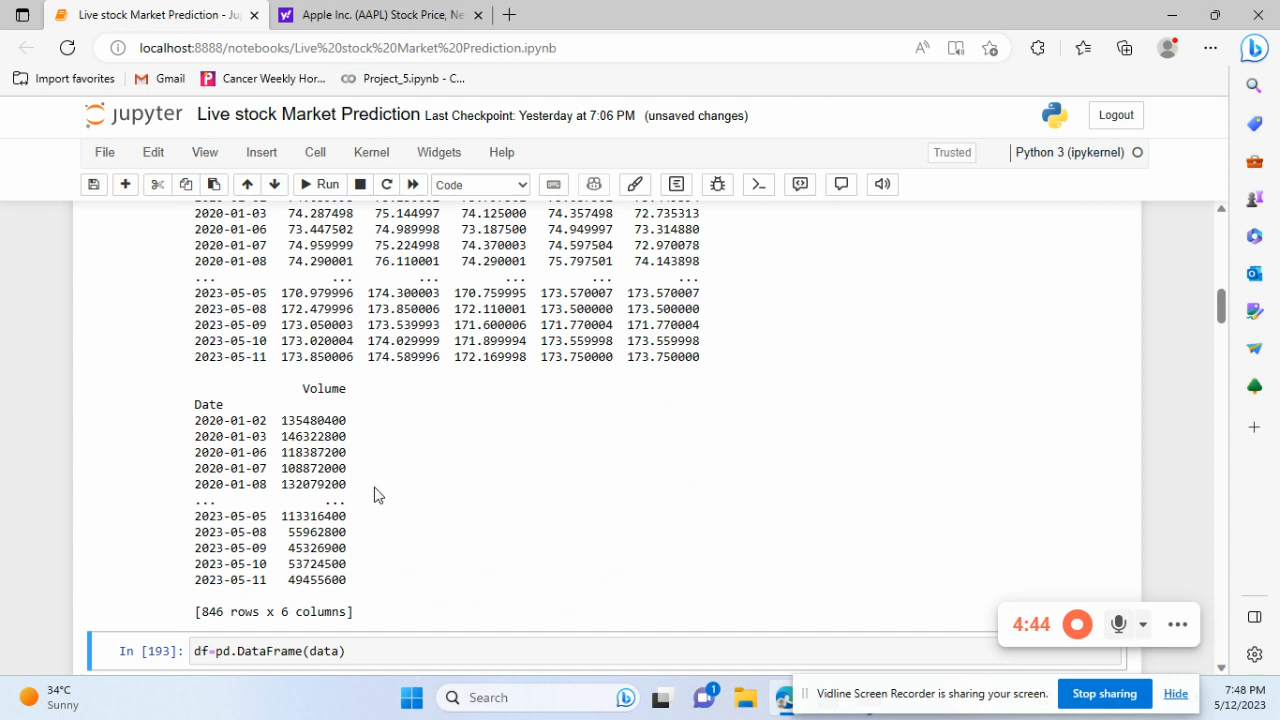 Live stock Market Prediction - Ju
Apple Inc. (AAPL) Stock Price, Ne
localhost:8888/notebooks/Live%20stock%20Market%20Prediction.ipynb
Import favorites
Gmail
Cancer Weekly Hor...
Project_5.ipynb - C...
jupyter Live stock Market Prediction Last Checkpoint: Yesterday at 7:06 PM (unsaved changes)
Logout
File Edit View Insert Cell Kernel Widgets Help
Trusted
Python 3 (ipykernel)
Run
Code
2020-01-03 74.287498 75.144997 74.125000 74.357498 72.735313
2020-01-06 73.447502 74.989998 73.187500 74.949997 73.314880
2020-01-07 74.959999 75.224998 74.370003 74.597504 72.970078
2020-01-08 74.290001 76.110001 74.290001 75.797501 74.143898
... ... ... ... ... ...
2023-05-05 170.979996 174.300003 170.759995 173.570007 173.570007
2023-05-08 172.479996 173.850006 172.110001 173.500000 173.500000
2023-05-09 173.050003 173.539993 171.600006 171.770004 171.770004
2023-05-10 173.020004 174.029999 171.899994 173.559998 173.559998
2023-05-11 173.850006 174.589996 172.169998 173.750000 173.750000
Volume
Date
2020-01-02 135480400
2020-01-03 146322800
2020-01-06 118387200
2020-01-07 108872000
2020-01-08 132079200
... ...
2023-05-05 113316400
2023-05-08 55962800
2023-05-09 45326900
2023-05-10 53724500
2023-05-11 49455600
[846 rows x 6 columns]
In [193]: df=pd.DataFrame(data)
4:44
34°C
Sunny
Search
1
Vidline Screen Recorder is sharing your screen.
Stop sharing
Hide
7:48 PM
5/12/2023